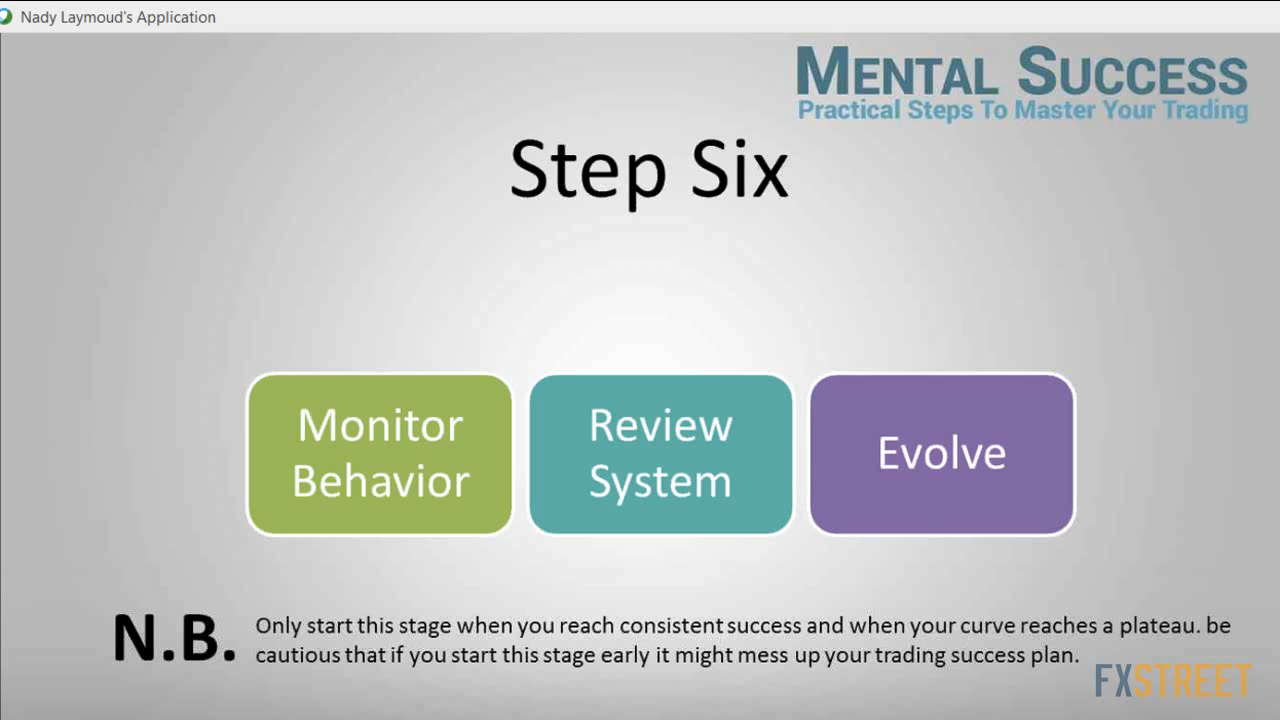 Nady Laymoud's Application
MENTAL SUCCESS
Practical Steps To Master Your Trading
Step Six
Monitor
Behavior
Review
System
Evolve
N.B.
Only start this stage when you reach consistent success and when your curve reaches a plateau. be
cautious that if you start this stage early it might mess up your trading success plan.
FXSTREET